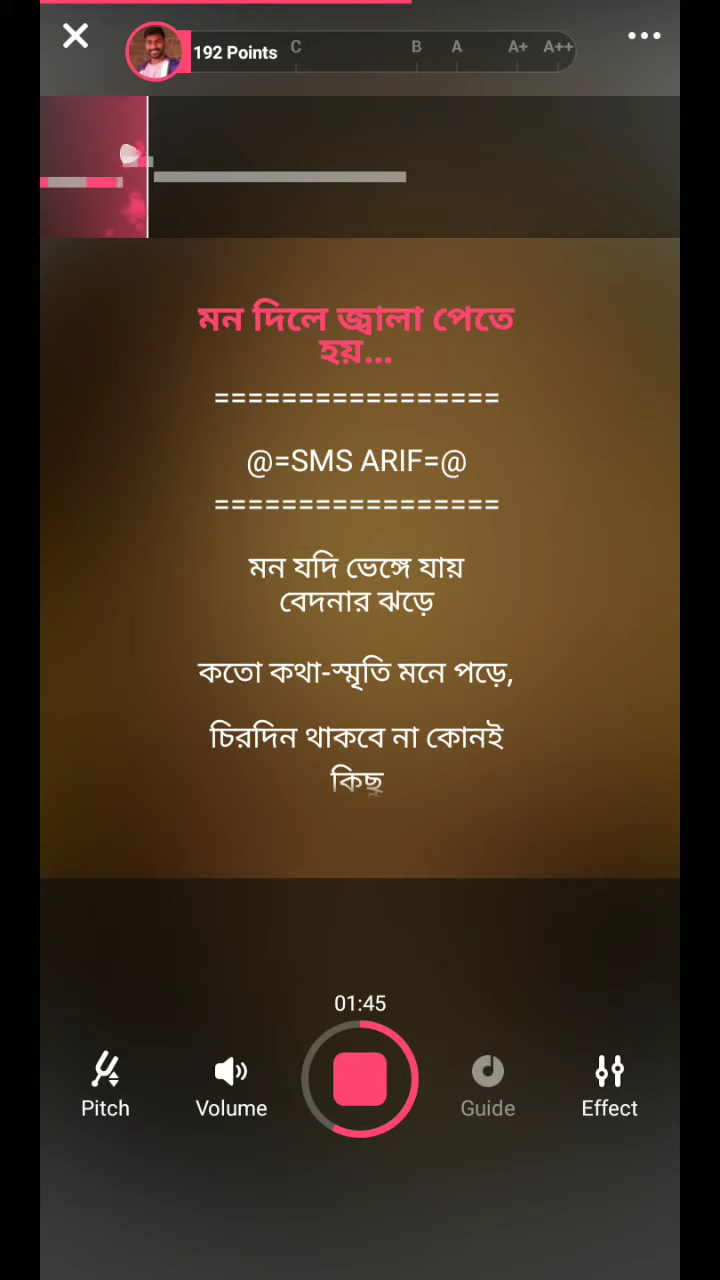 192 Points
C
B
A
A+
A++
মন দিলে জ্বালা পেতে
হয়...
=================
@=SMS ARIF=@
=================
মন যদি ভেঙ্গে যায়
বেদনার ঝড়ে
কতো কথা-স্মৃতি মনে পড়ে,
চিরদিন থাকবে না কোনই
কিছু
01:45
Pitch
Volume
Guide
Effect